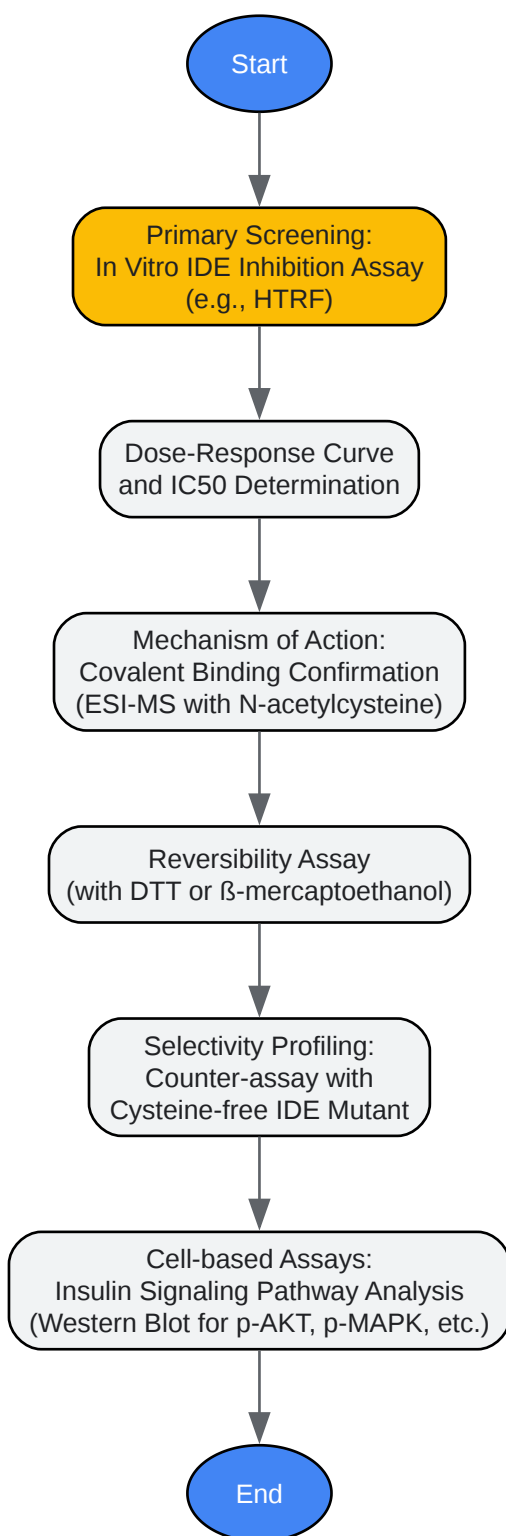 Start
Primary Screening:
In Vitro IDE Inhibition Assay
(e.g., HTRF)
Dose-Response Curve
and IC50 Determination
Mechanism of Action:
Covalent Binding Confirmation
(ESI-MS with N-acetylcysteine)
Reversibility Assay
(with DTT or ß-mercaptoethanol)
Selectivity Profiling:
Counter-assay with
Cysteine-free IDE Mutant
Cell-based Assays:
Insulin Signaling Pathway Analysis
(Western Blot for p-AKT, p-MAPK, etc.)
End